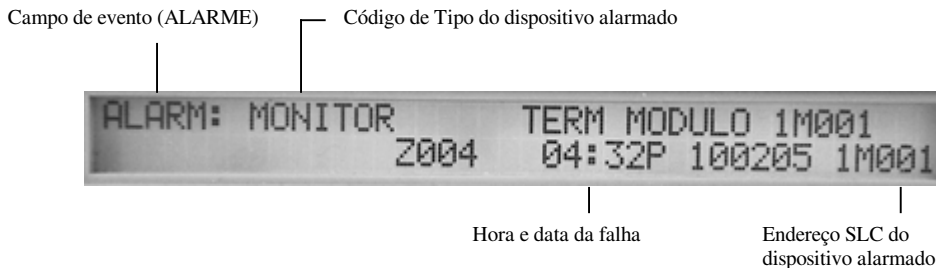 Campo de evento (ALARME)
Código de Tipo do dispositivo alarmado
ALARM: MONITOR TERM MODULO 1M001
Z004 04:32P 100205 1M001
Hora e data da falha
Endereço SLC do
dispositivo alarmado